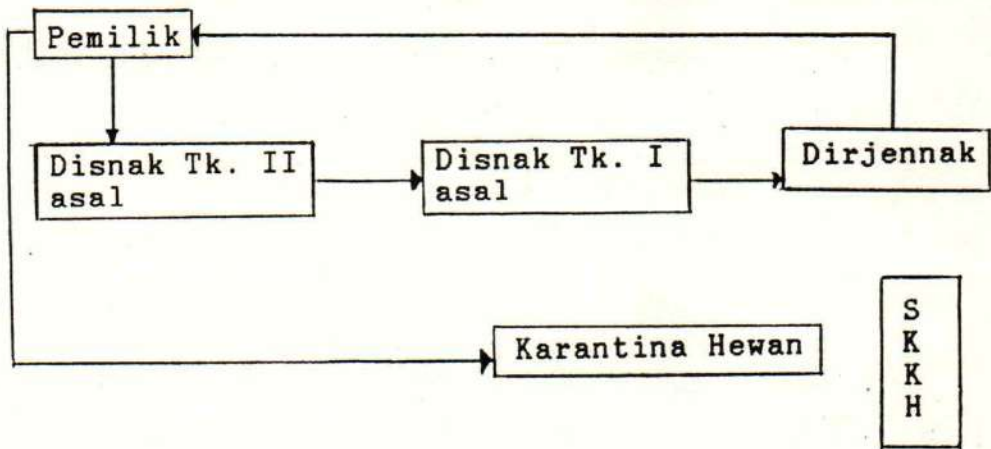 Pemilik
Disnak Tk. II
asal
Disnak Tk. I
asal
Dirjennak
Karantina Hewan
S
K
K
H